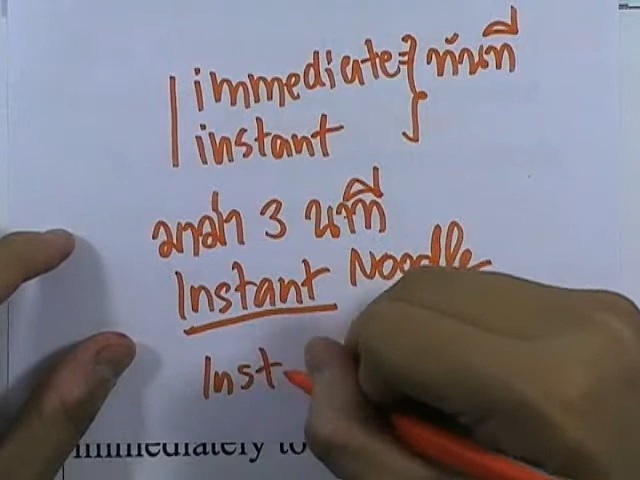 immediate } ทันที
instant
มาม่า 3 นาที
Instant Noodle
Inst
immediately to